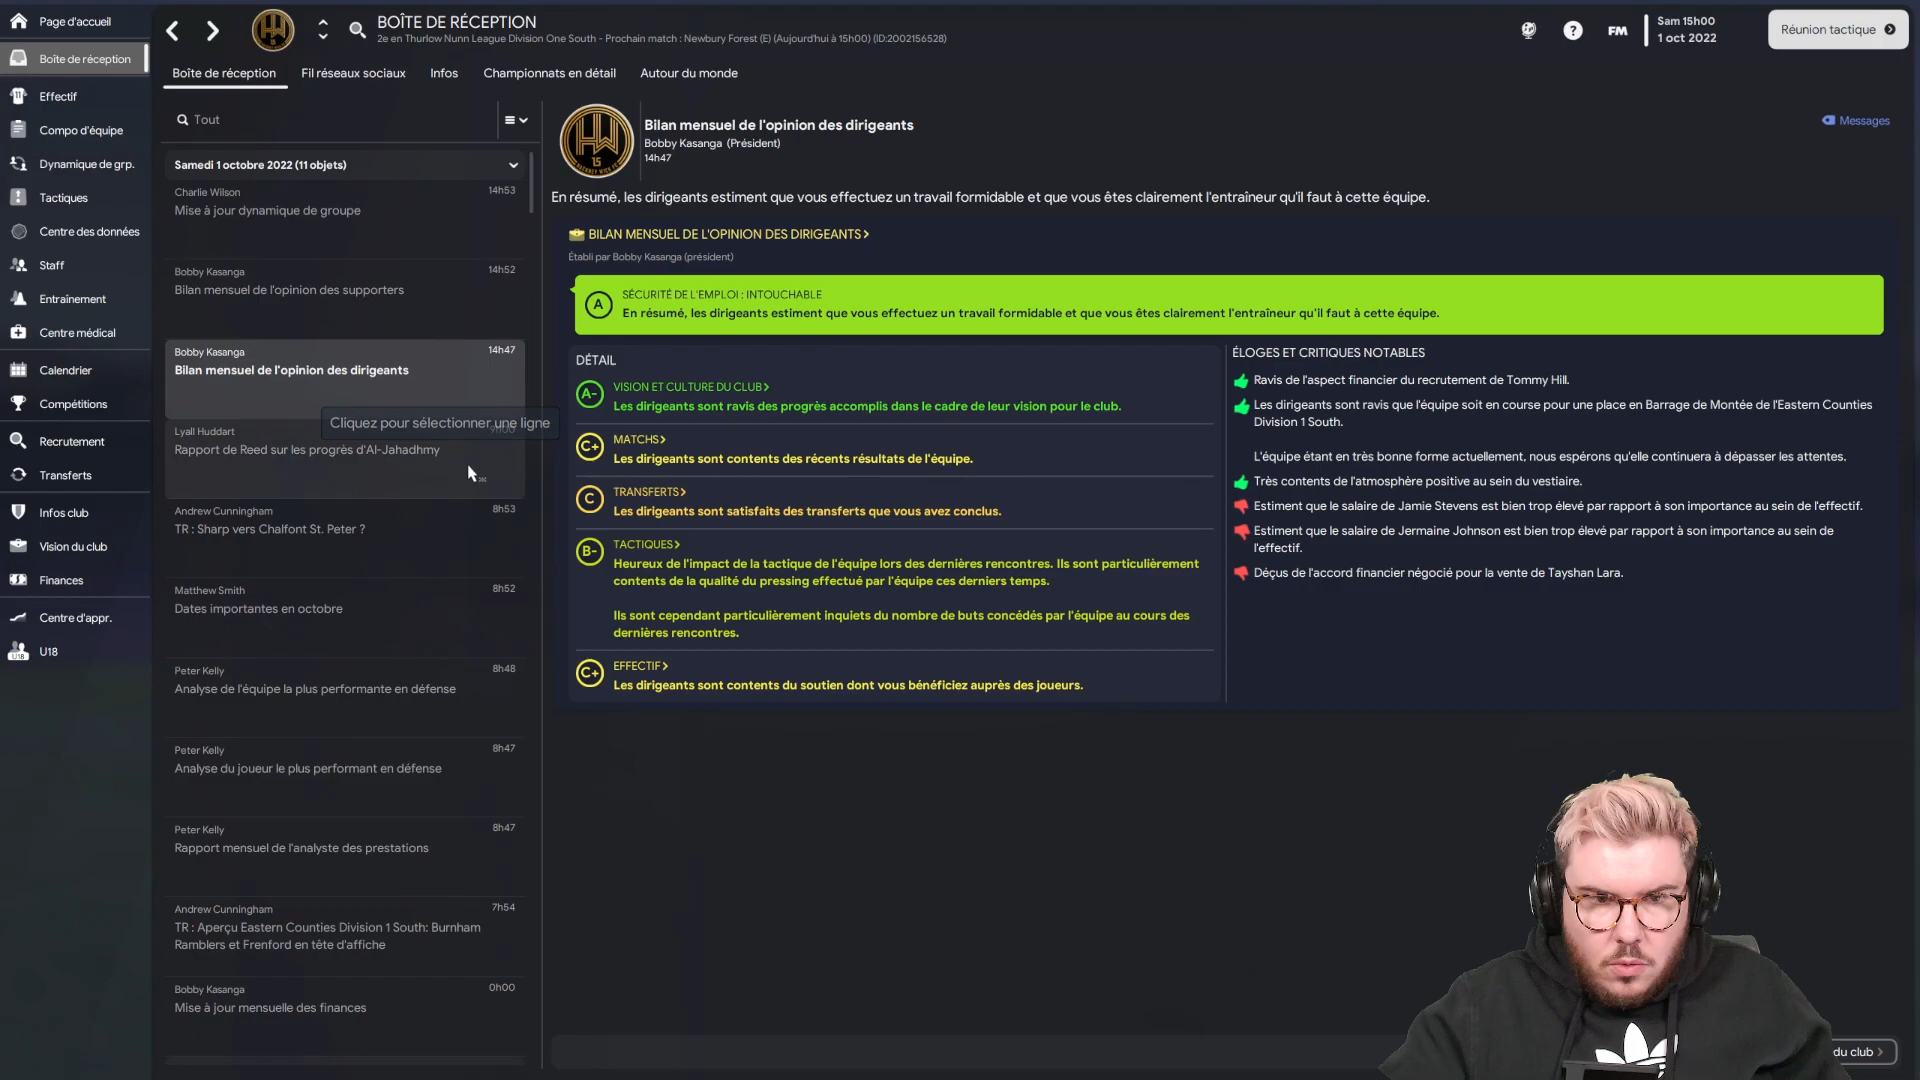 Page d'accueil
Boîte de réception
Effectif
Compo d'équipe
Dynamique de grp.
Tactiques
Centre des données
Staff
Entraînement
Centre médical
Calendrier
Compétitions
Recrutement
Transferts
Infos club
Vision du club
Finances
Centre d'appr.
U18
BOÎTE DE RÉCEPTION
2e en Thurlow Nunn League Division One South - Prochain match : Newbury Forest (E) (Aujourd'hui à 15h00) (ID:2002156528)
FM
Sam 15h00
1 oct 2022
Réunion tactique
Boîte de réception
Fil réseaux sociaux
Infos
Championnats en détail
Autour du monde
Tout
Samedi 1 octobre 2022 (11 objets)
Charlie Wilson 14h53
Mise à jour dynamique de groupe
Bobby Kasanga 14h52
Bilan mensuel de l'opinion des supporters
Bobby Kasanga 14h47
Bilan mensuel de l'opinion des dirigeants
Cliquez pour sélectionner une ligne
Lyall Huddart
Rapport de Reed sur les progrès d'Al-Jahadhmy
Andrew Cunningham 8h53
TR : Sharp vers Chalfont St. Peter ?
Matthew Smith 8h52
Dates importantes en octobre
Peter Kelly 8h48
Analyse de l'équipe la plus performante en défense
Peter Kelly 8h47
Analyse du joueur le plus performant en défense
Peter Kelly 8h47
Rapport mensuel de l'analyste des prestations
Andrew Cunningham 7h54
TR : Aperçu Eastern Counties Division 1 South: Burnham
Ramblers et Frenford en tête d'affiche
Bobby Kasanga 0h00
Mise à jour mensuelle des finances
HW
15
Bilan mensuel de l'opinion des dirigeants
Bobby Kasanga (Président)
14h47
Messages
En résumé, les dirigeants estiment que vous effectuez un travail formidable et que vous êtes clairement l'entraîneur qu'il faut à cette équipe.
BILAN MENSUEL DE L'OPINION DES DIRIGEANTS
Établi par Bobby Kasanga (président)
A
SÉCURITÉ DE L'EMPLOI : INTOUCHABLE
En résumé, les dirigeants estiment que vous effectuez un travail formidable et que vous êtes clairement l'entraîneur qu'il faut à cette équipe.
DÉTAIL
A-
VISION ET CULTURE DU CLUB
Les dirigeants sont ravis des progrès accomplis dans le cadre de leur vision pour le club.
C+
MATCHS
Les dirigeants sont contents des récents résultats de l'équipe.
C
TRANSFERTS
Les dirigeants sont satisfaits des transferts que vous avez conclus.
B-
TACTIQUES
Heureux de l'impact de la tactique de l'équipe lors des dernières rencontres. Ils sont particulièrement
contents de la qualité du pressing effectué par l'équipe ces derniers temps.
Ils sont cependant particulièrement inquiets du nombre de buts concédés par l'équipe au cours des
dernières rencontres.
C+
EFFECTIF
Les dirigeants sont contents du soutien dont vous bénéficiez auprès des joueurs.
ÉLOGES ET CRITIQUES NOTABLES
Ravis de l'aspect financier du recrutement de Tommy Hill.
Les dirigeants sont ravis que l'équipe soit en course pour une place en Barrage de Montée de l'Eastern Counties
Division 1 South.
L'équipe étant en très bonne forme actuellement, nous espérons qu'elle continuera à dépasser les attentes.
Très contents de l'atmosphère positive au sein du vestiaire.
Estiment que le salaire de Jamie Stevens est bien trop élevé par rapport à son importance au sein de l'effectif.
Estiment que le salaire de Jermaine Johnson est bien trop élevé par rapport à son importance au sein de
l'effectif.
Déçus de l'accord financier négocié pour la vente de Tayshan Lara.
du club